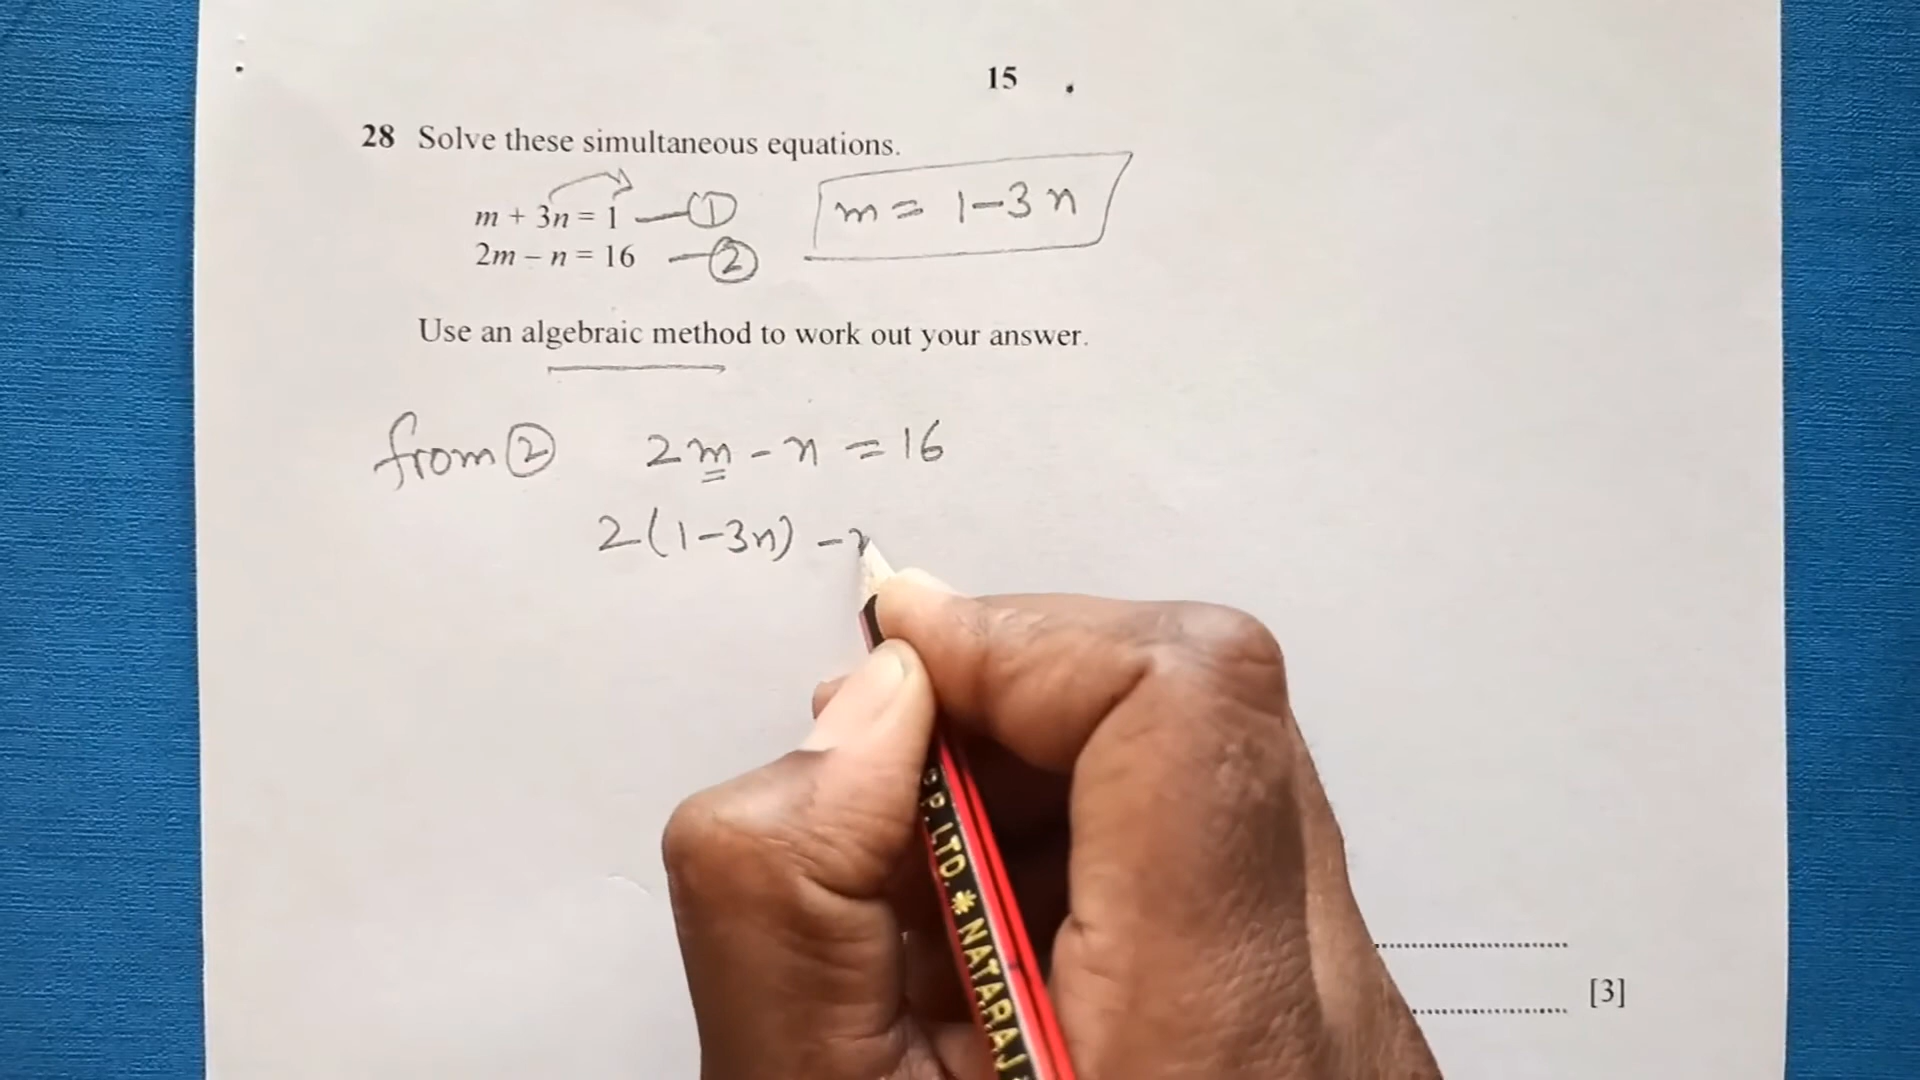 15
28 Solve these simultaneous equations.
m + 3n = 1 — ①
m = 1-3n
2m – n = 16 — ②
Use an algebraic method to work out your answer.
from ② 2m - n = 16
2(1-3n) - n
P. LTD. * NATARAJ
[3]